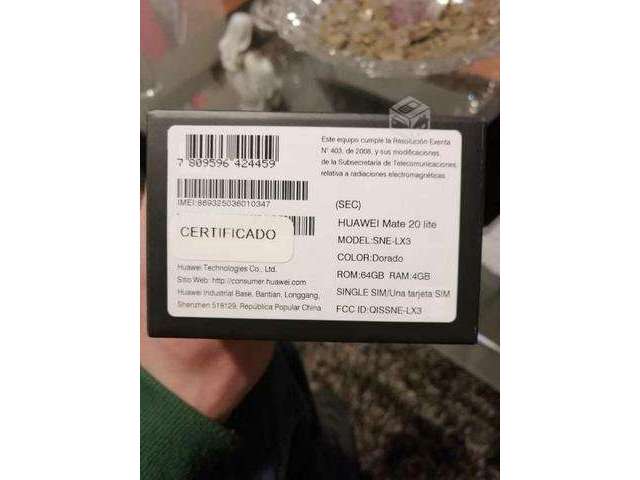 7 809596 424459
IMEI:869325036010347
CERTIFICADO
Huawei Technologies Co., Ltd.
Sitio Web: http://consumer.huawei.com
Huawei Industrial Base, Bantian, Longgang,
Shenzhen 518129, República Popular China
Este equipo cumple la Resolución Exenta
N° 403, de 2008, y sus modificaciones,
de la Subsecretaría de Telecomunicaciones,
relativa a radiaciones electromagnéticas.
(SEC)
HUAWEI Mate 20 lite
MODEL:SNE-LX3
COLOR:Dorado
ROM:64GB RAM:4GB
SINGLE SIM/Una tarjeta SIM
FCC ID:QISSNE-LX3